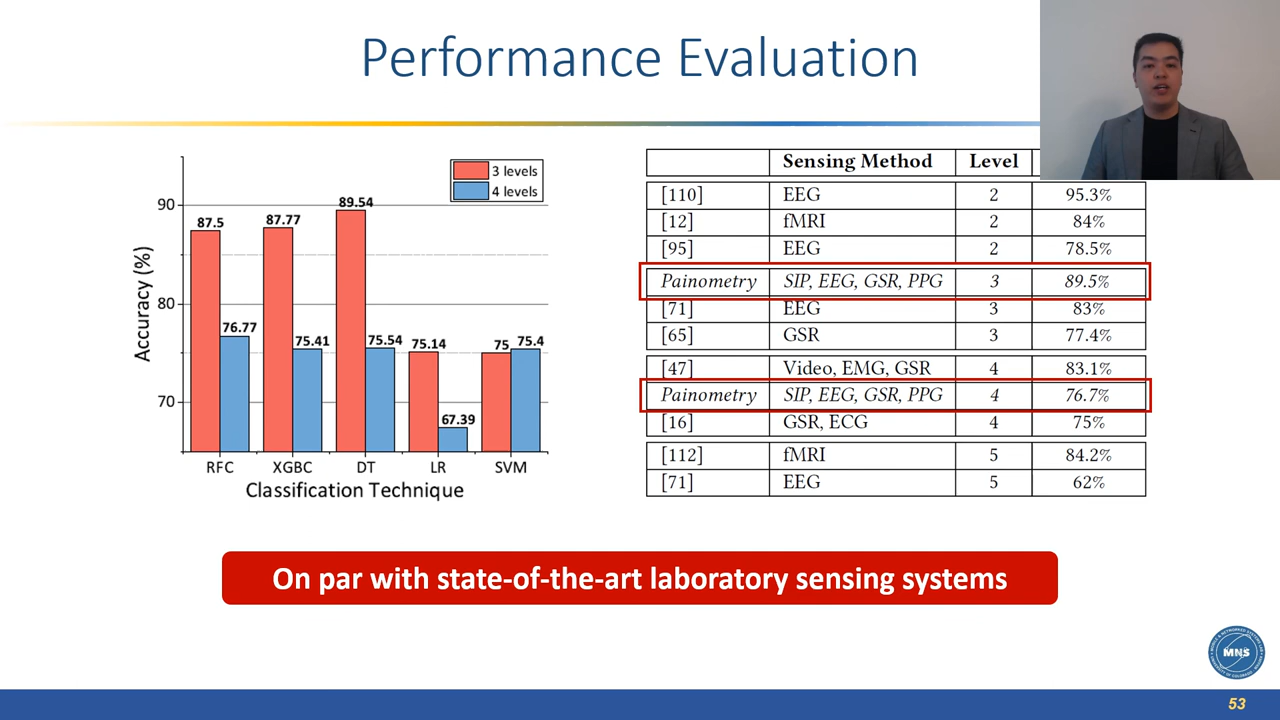 Performance Evaluation
3 levels
4 levels
Accuracy (%)
90
80
70
87.5
76.77
87.77
75.41
89.54
75.54
75.14
67.39
75
75.4
RFC XGBC DT LR SVM
Classification Technique
Sensing Method Level
[110] EEG 2 95.3%
[12] fMRI 2 84%
[95] EEG 2 78.5%
Painometry SIP, EEG, GSR, PPG 3 89.5%
[71] EEG 3 83%
[65] GSR 3 77.4%
[47] Video, EMG, GSR 4 83.1%
Painometry SIP, EEG, GSR, PPG 4 76.7%
[16] GSR, ECG 4 75%
[112] fMRI 5 84.2%
[71] EEG 5 62%
On par with state-of-the-art laboratory sensing systems
MNS
53